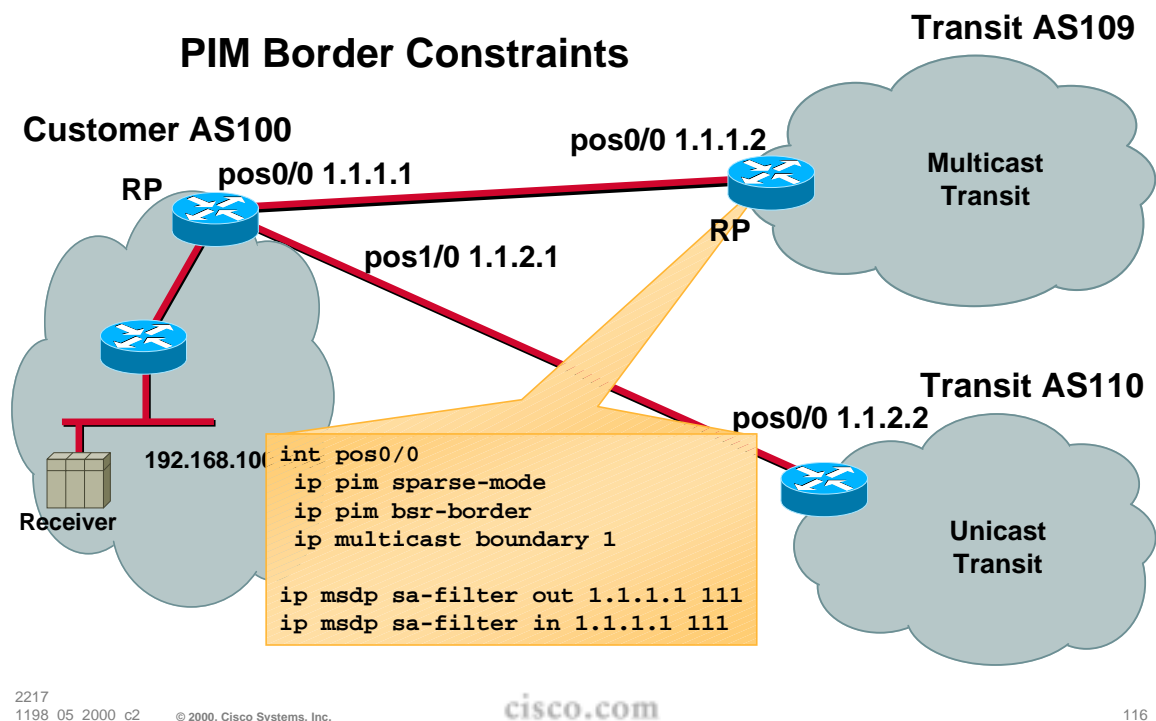 PIM Border Constraints
Transit AS109
Customer AS100
pos0/0 1.1.1.2
pos0/0 1.1.1.1
RP
Multicast
Transit
RP
pos1/0 1.1.2.1
Transit AS110
pos0/0 1.1.2.2
192.168.100
Receiver
int pos0/0
ip pim sparse-mode
ip pim bsr-border
ip multicast boundary 1
ip msdp sa-filter out 1.1.1.1 111
ip msdp sa-filter in 1.1.1.1 111
Unicast
Transit
2217
1198_05_2000_c2
© 2000, Cisco Systems, Inc.
cisco.com
116